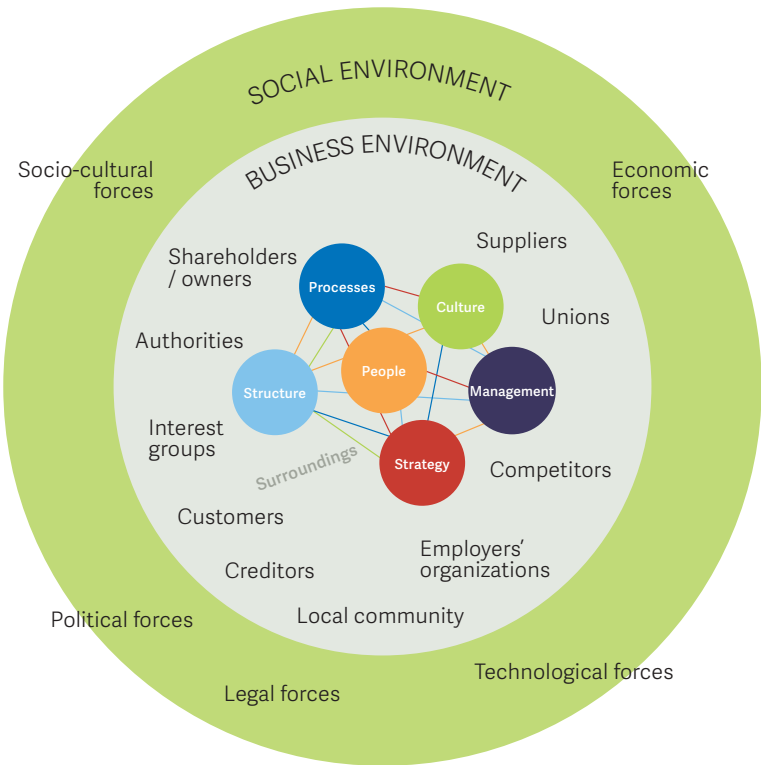 SOCIAL ENVIRONMENT
BUSINESS ENVIRONMENT
Socio-cultural
forces
Economic
forces
Suppliers
Shareholders
/ owners
Processes
Culture
Unions
Authorities
People
Structure
Management
Interest
groups
Surroundings
Strategy
Competitors
Customers
Employers’
organizations
Creditors
Local community
Political forces
Technological forces
Legal forces